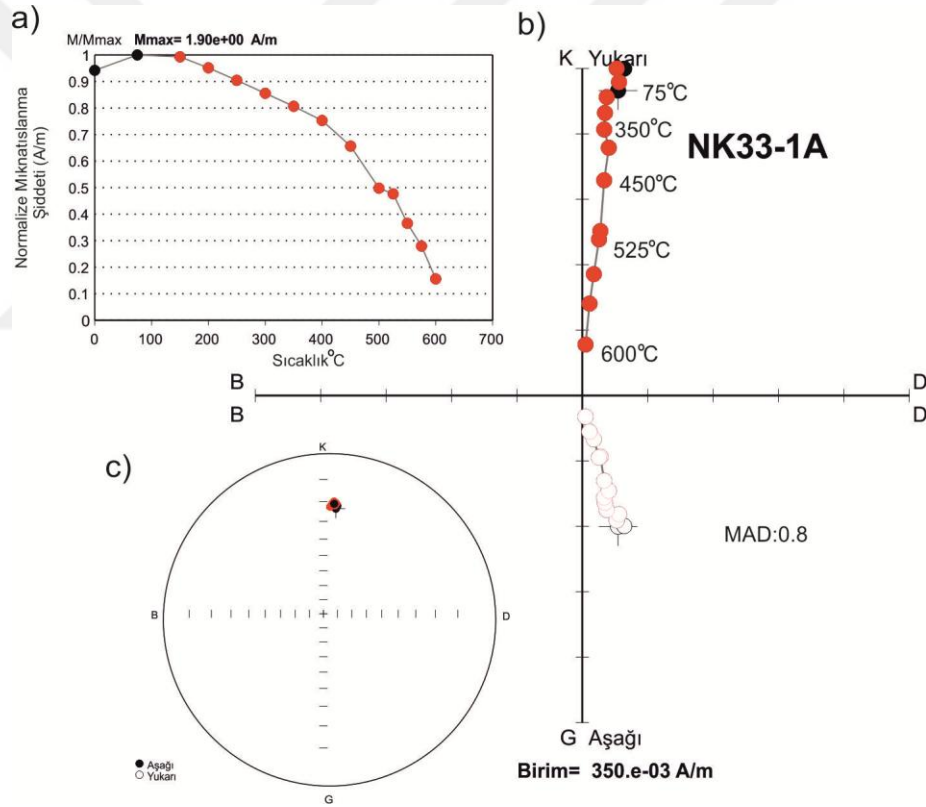 a)
M/Mmax Mmax= 1.90e+00 A/m
Normalize Mıknatıslanma
Şiddeti (A/m)
1
0.9
0.8
0.7
0.6
0.5
0.4
0.3
0.2
0.1
0 100 200 300 400 500 600 700
Sıcaklık°C
b)
K Yukarı
75°C
350°C
NK33-1A
450°C
525°C
600°C
B D
B D
MAD:0.8
G Aşağı
Birim= 350.e-03 A/m
c)
K
B D
G
Aşağı
Yukarı